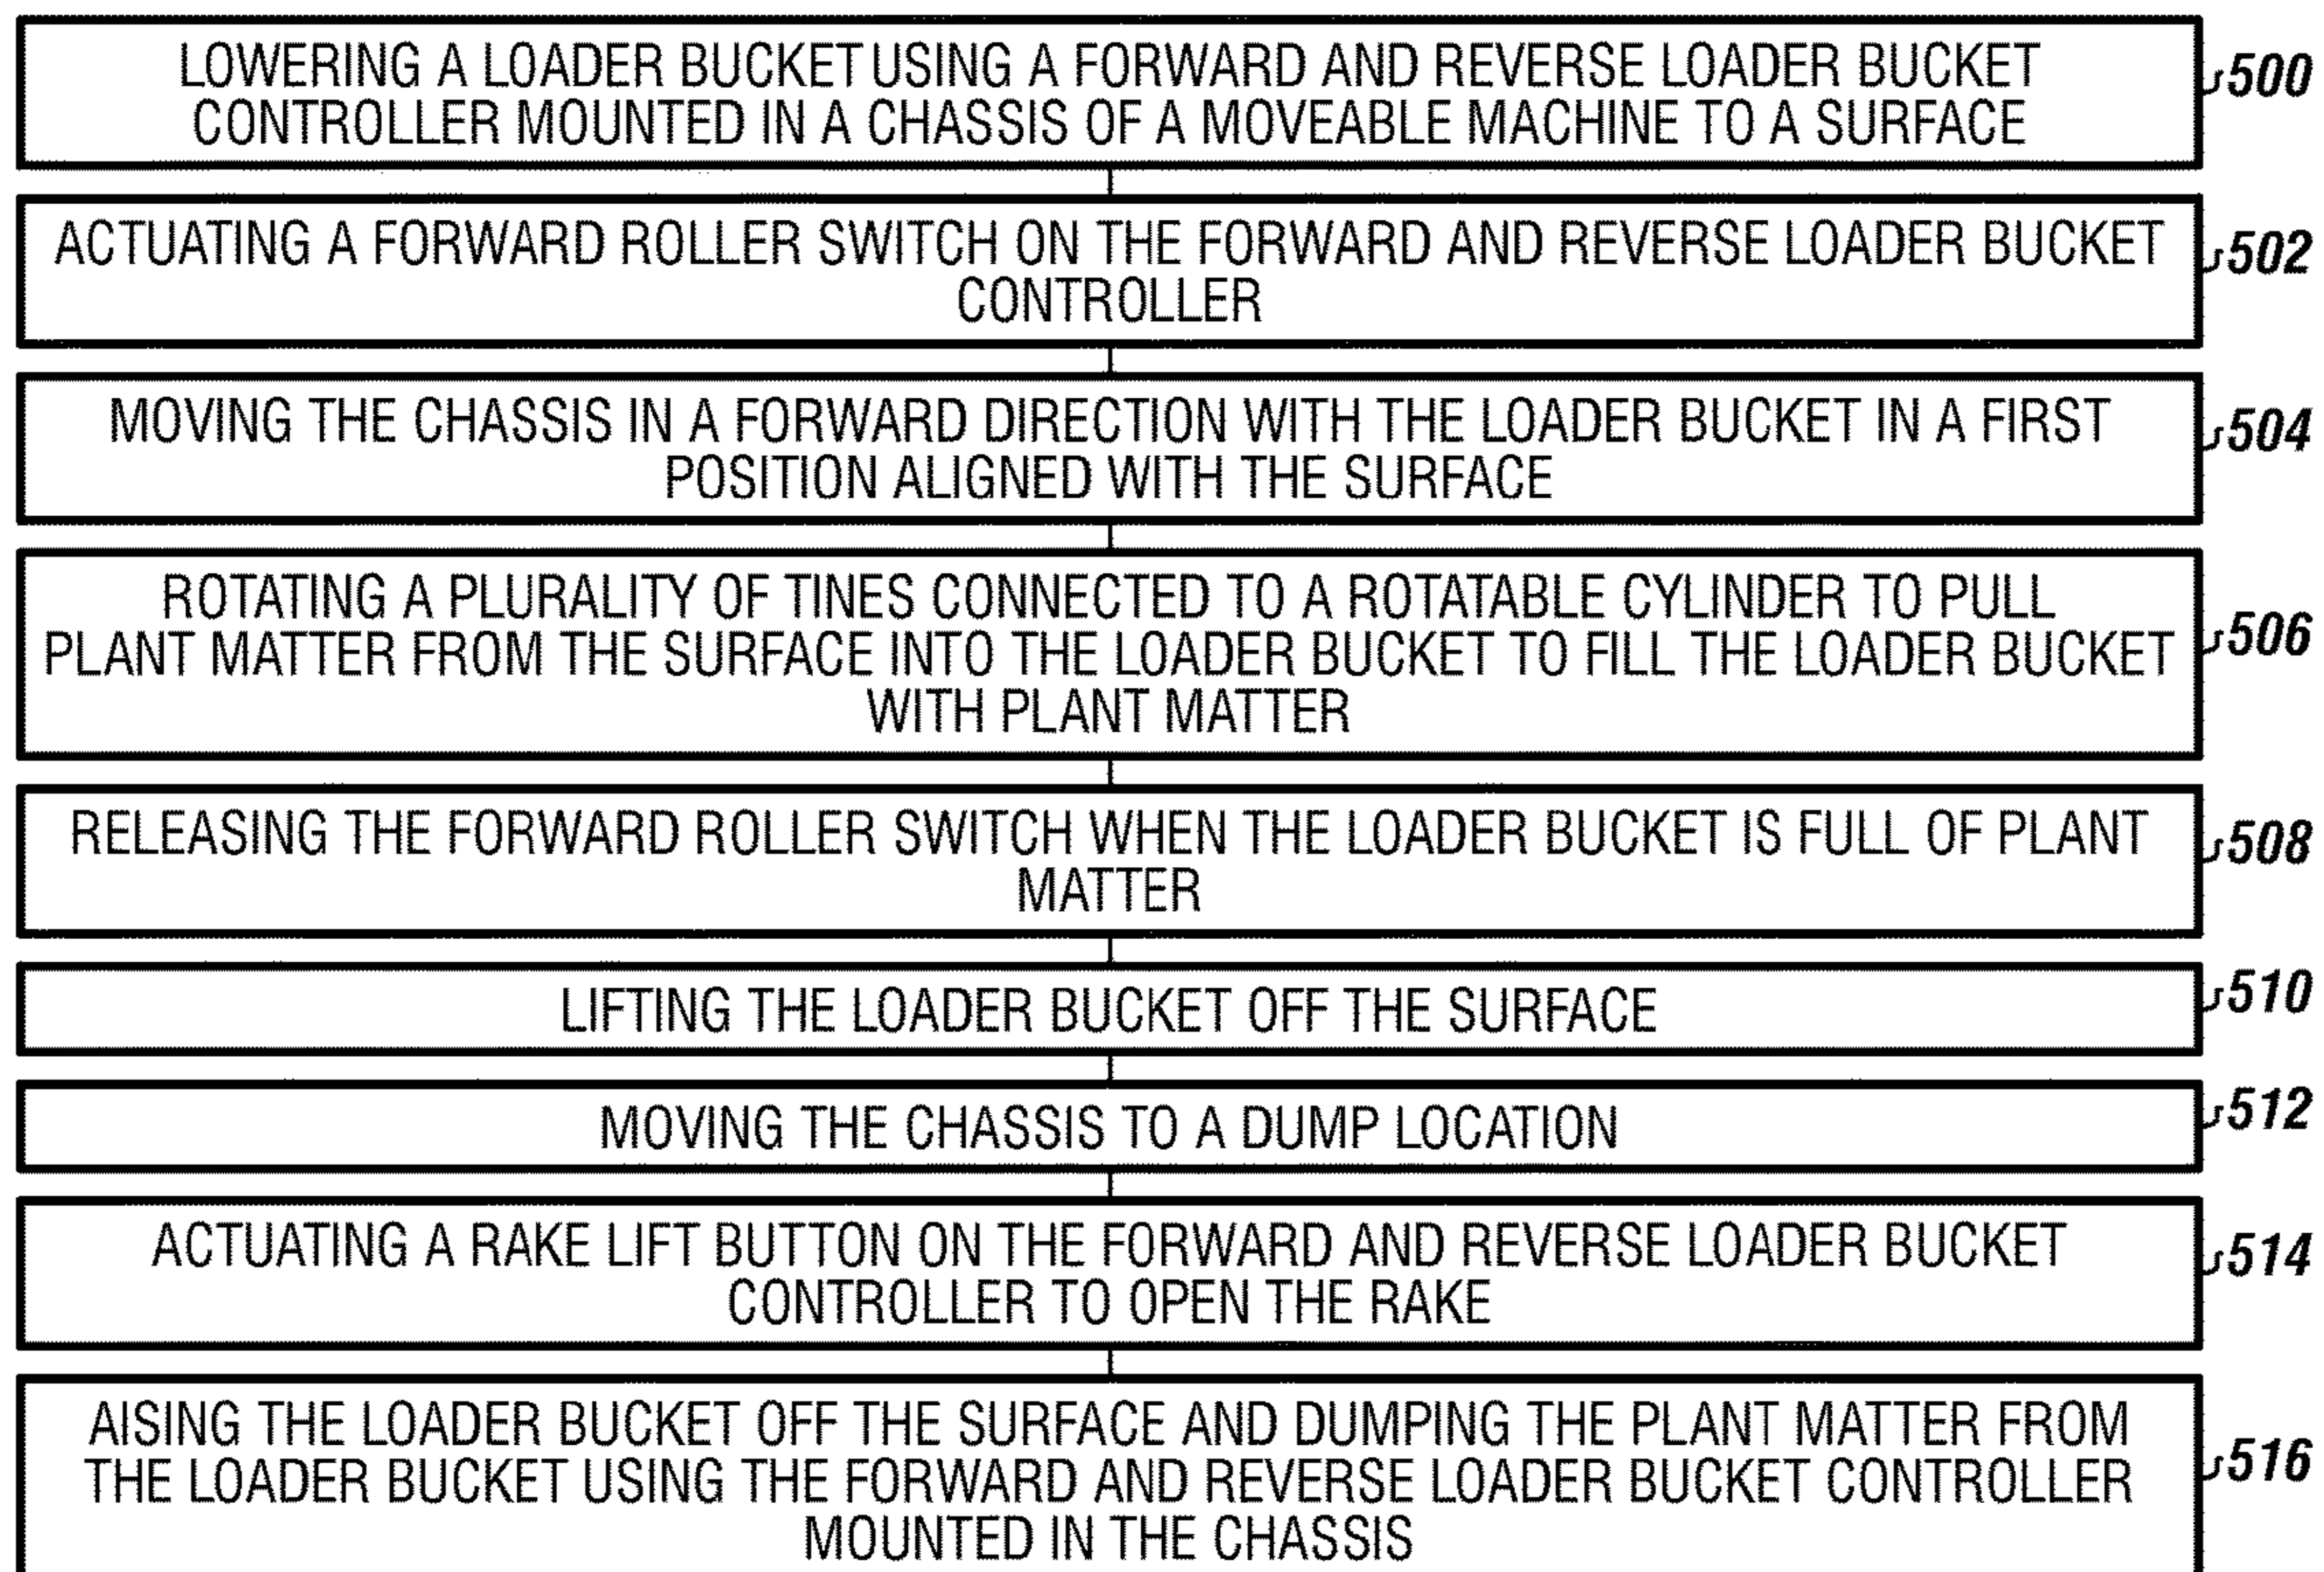 LOWERING A LOADER BUCKET USING A FORWARD AND REVERSE LOADER BUCKET
CONTROLLER MOUNTED IN A CHASSIS OF A MOVEABLE MACHINE TO A SURFACE
500
ACTUATING A FORWARD ROLLER SWITCH ON THE FORWARD AND REVERSE LOADER BUCKET
CONTROLLER
502
MOVING THE CHASSIS IN A FORWARD DIRECTION WITH THE LOADER BUCKET IN A FIRST
POSITION ALIGNED WITH THE SURFACE
504
ROTATING A PLURALITY OF TINES CONNECTED TO A ROTATABLE CYLINDER TO PULL
PLANT MATTER FROM THE SURFACE INTO THE LOADER BUCKET TO FILL THE LOADER BUCKET
WITH PLANT MATTER
506
RELEASING THE FORWARD ROLLER SWITCH WHEN THE LOADER BUCKET IS FULL OF PLANT
MATTER
508
LIFTING THE LOADER BUCKET OFF THE SURFACE
510
MOVING THE CHASSIS TO A DUMP LOCATION
512
ACTUATING A RAKE LIFT BUTTON ON THE FORWARD AND REVERSE LOADER BUCKET
CONTROLLER TO OPEN THE RAKE
514
AISING THE LOADER BUCKET OFF THE SURFACE AND DUMPING THE PLANT MATTER FROM
THE LOADER BUCKET USING THE FORWARD AND REVERSE LOADER BUCKET CONTROLLER
MOUNTED IN THE CHASSIS
516